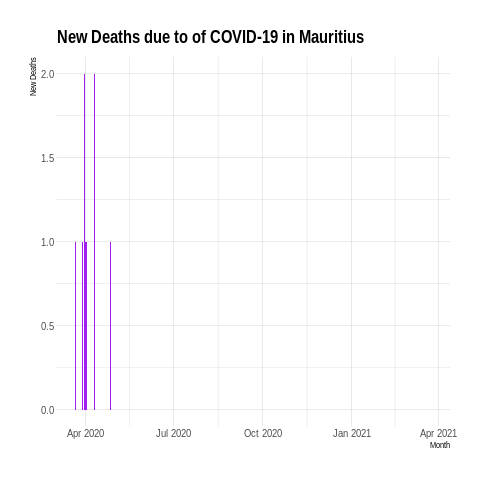 New Deaths due to of COVID-19 in Mauritius
New Deaths
2.0
1.5
1.0
0.5
0.0
Apr 2020 Jul 2020 Oct 2020 Jan 2021 Apr 2021
Month